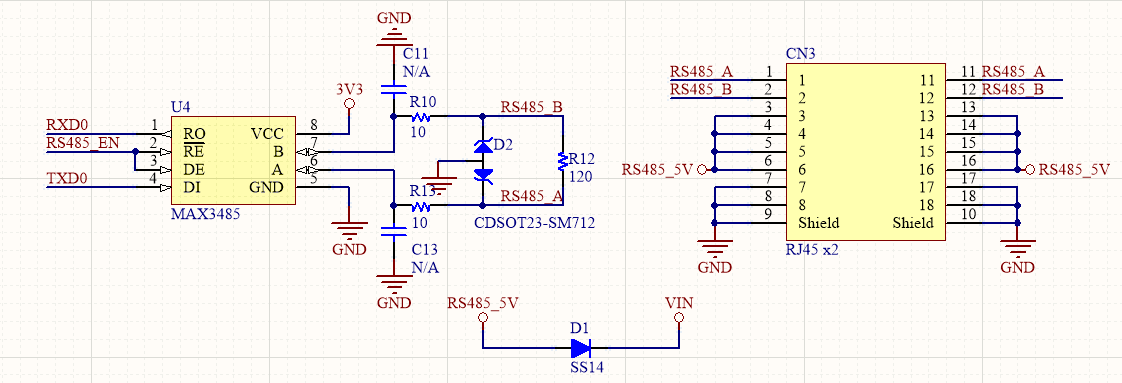 GND
C11
N/A
3V3
U4
R10
10
RS485_B
RXD0
1
RO
VCC
8
RS485_EN
2
RE
B
7
D2
3
DE
A
6
R12
120
TXD0
4
DI
GND
5
R13
10
RS485_A
MAX3485
CDSOT23-SM712
GND
C13
N/A
GND
CN3
RS485_A
1
1
11
11
RS485_A
RS485_B
2
2
12
12
RS485_B
3
3
13
13
4
4
14
14
5
5
15
15
RS485_5V
6
6
16
16
RS485_5V
7
7
17
17
8
8
18
18
9
Shield
Shield
10
RJ45 x2
GND
GND
RS485_5V
VIN
D1
SS14